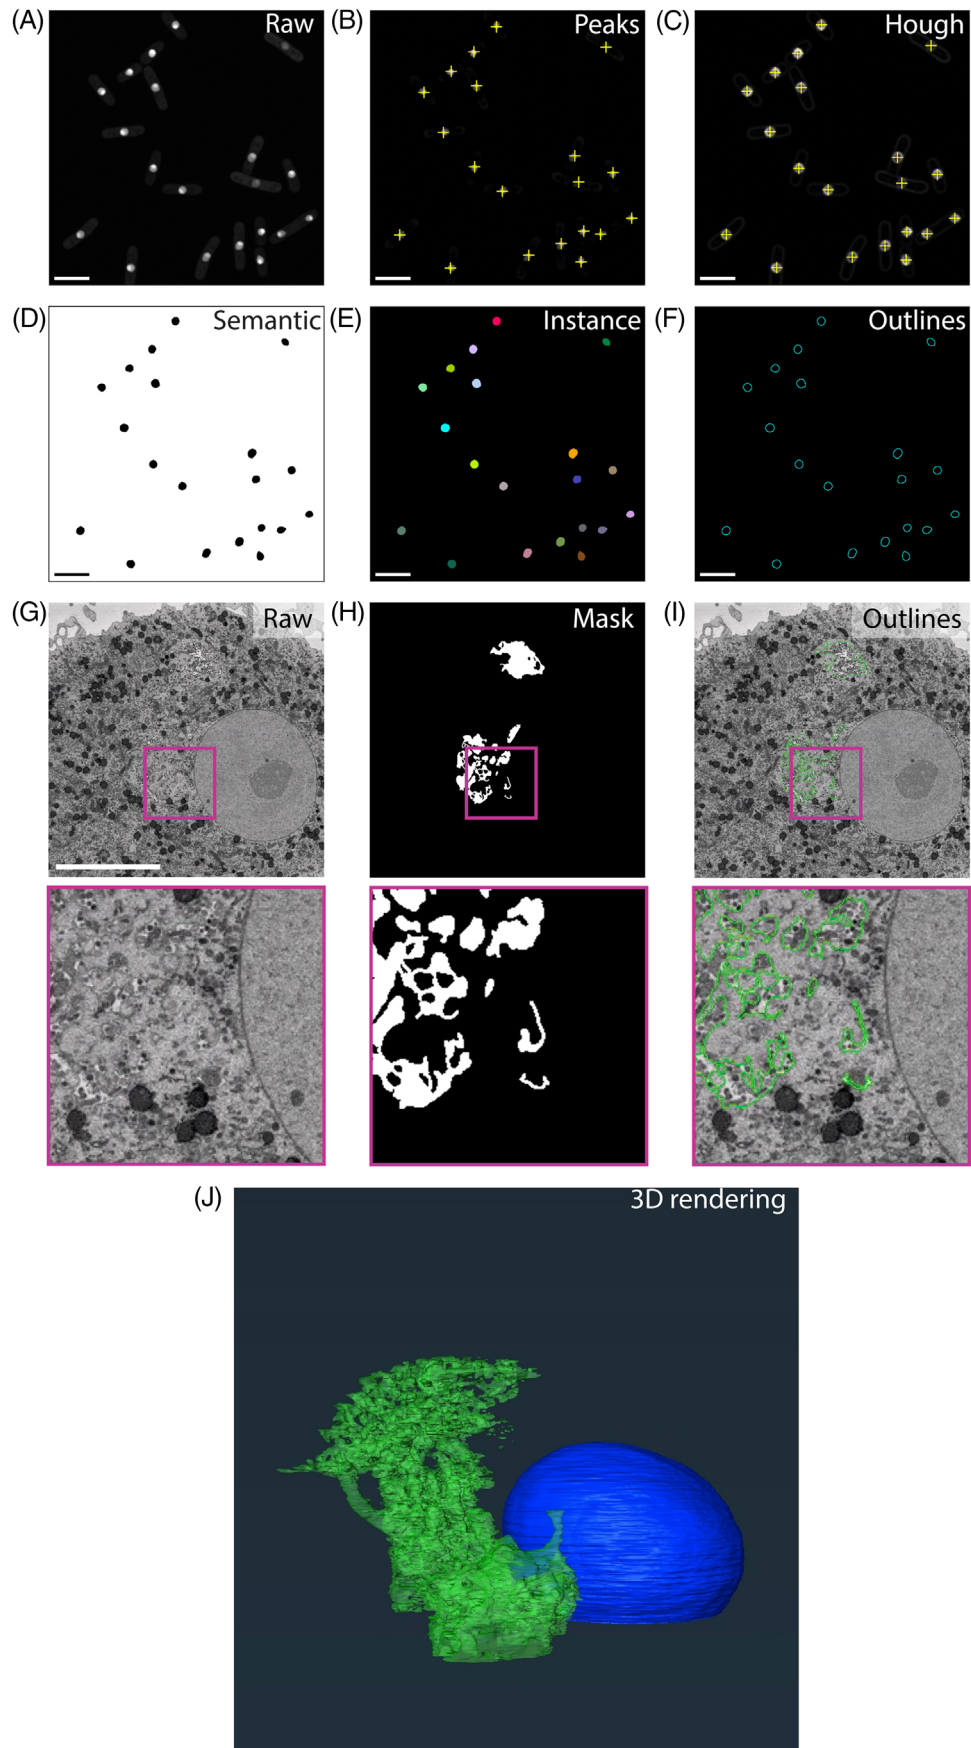 (A) Raw (B) Peaks (C) Hough
(D) Semantic (E) Instance (F) Outlines
(G) Raw (H) Mask (I) Outlines
(J) 3D rendering